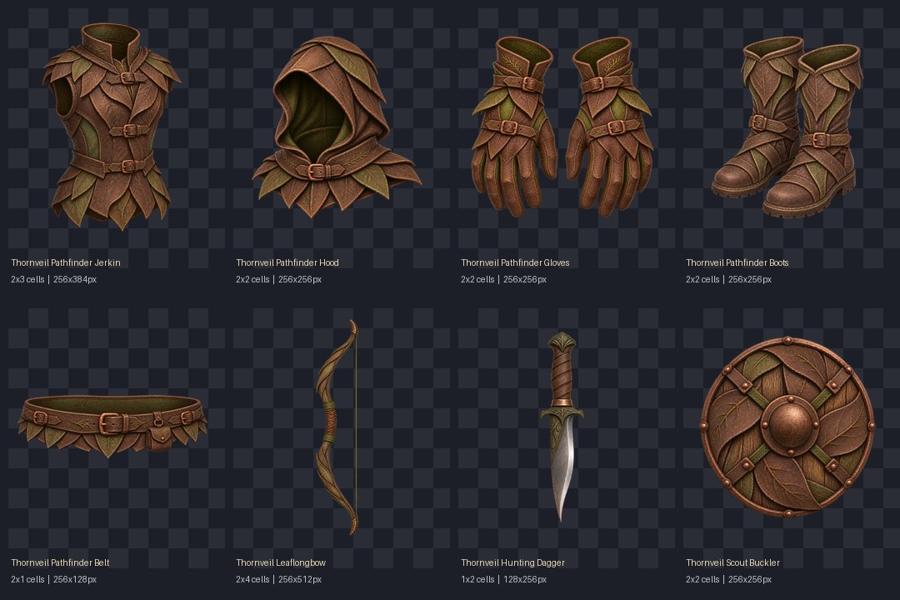 Thornveil Pathfinder Jerkin
2x3 cells | 256x384px
Thornveil Pathfinder Hood
2x2 cells | 256x256px
Thornveil Pathfinder Gloves
2x2 cells | 256x256px
Thornveil Pathfinder Boots
2x2 cells | 256x256px
Thornveil Pathfinder Belt
2x1 cells | 256x128px
Thornveil Leaflongbow
2x4 cells | 256x512px
Thornveil Hunting Dagger
1x2 cells | 128x256px
Thornveil Scout Buckler
2x2 cells | 256x256px